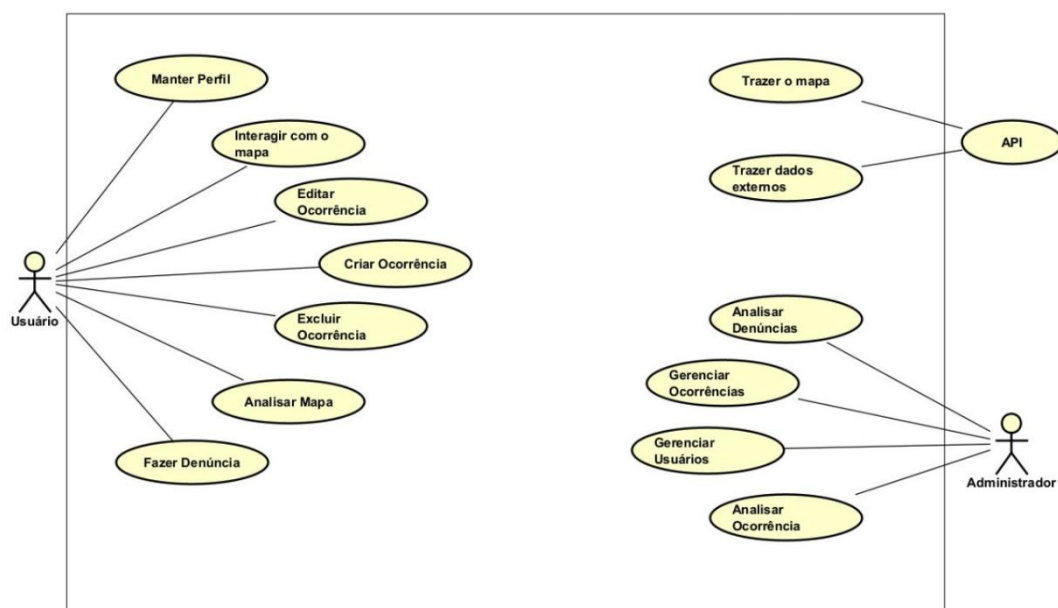 Manter Perfil
Interagir com o
mapa
Editar
Ocorrência
Criar Ocorrência
Excluir
Ocorrência
Analisar Mapa
Fazer Denúncia
Usuário
Trazer o mapa
Trazer dados
externos
API
Analisar
Denúncias
Gerenciar
Ocorrências
Gerenciar
Usuários
Analisar
Ocorrência
Administrador